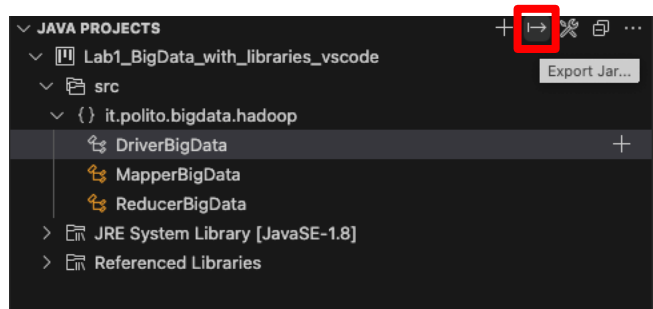 JAVA PROJECTS
Export Jar...
Lab1_BigData_with_libraries_vscode
src
{} it.polito.bigdata.hadoop
DriverBigData
MapperBigData
ReducerBigData
JRE System Library [JavaSE-1.8]
Referenced Libraries